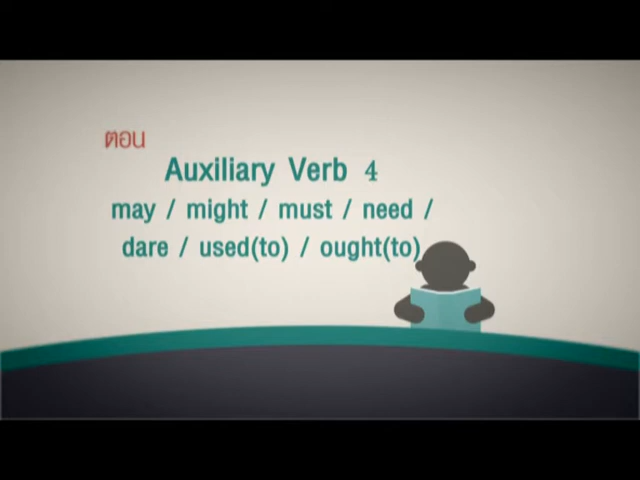 ตอน
Auxiliary Verb 4
may / might / must / need /
dare / used(to) / ought(to)